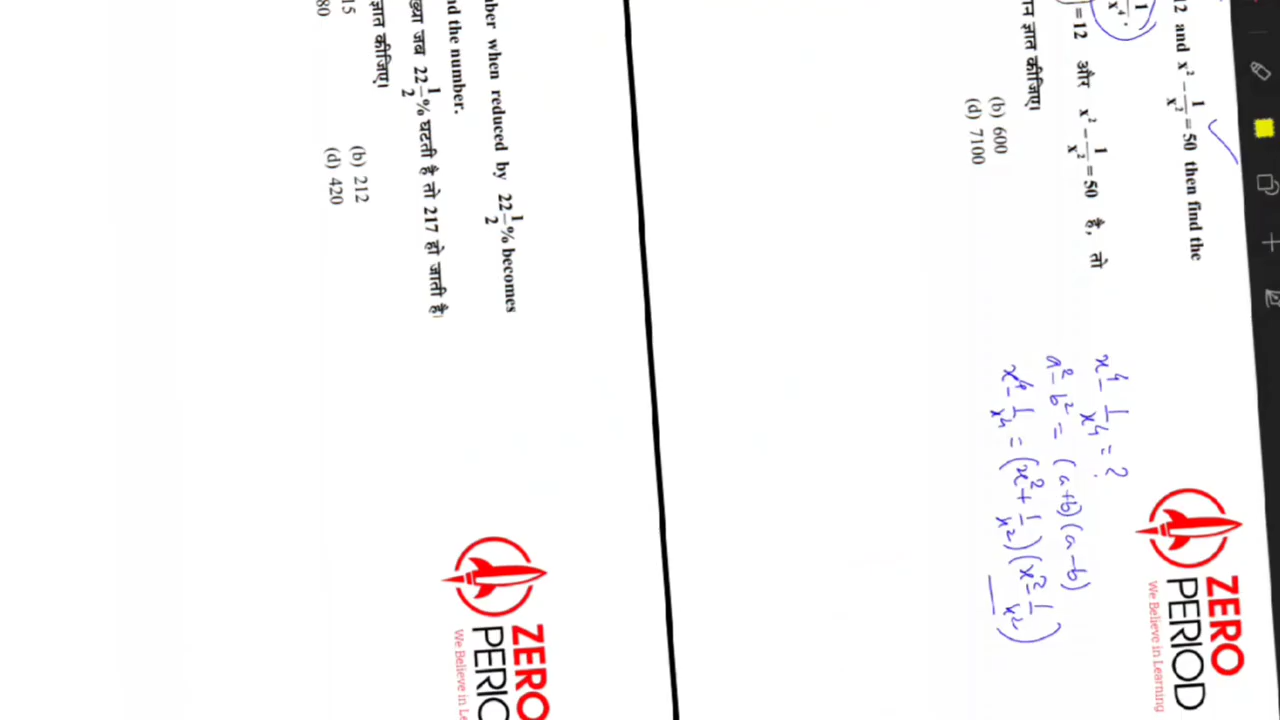 12 and x² − 1/x² = 50 then find the
1/x⁴.
=12 और x² − 1/x² = 50 है, तो
ज्ञात कीजिए।
(b) 600
(d) 7100
x⁴ − 1/x⁴ = ?
a² − b² = (a+b)(a−b)
x⁴ − 1/x⁴ = (x² + 1/x²)(x² − 1/x²)
ZERO
PERIOD
We Believe in Learning
when reduced by 22 1/2 % becomes
the number.
जब 22 1/2 % घटती है तो 217 हो जाती है।
ज्ञात कीजिए।
15
(b) 212
80
(d) 420
ZERO
PERIO
We Believe in Le